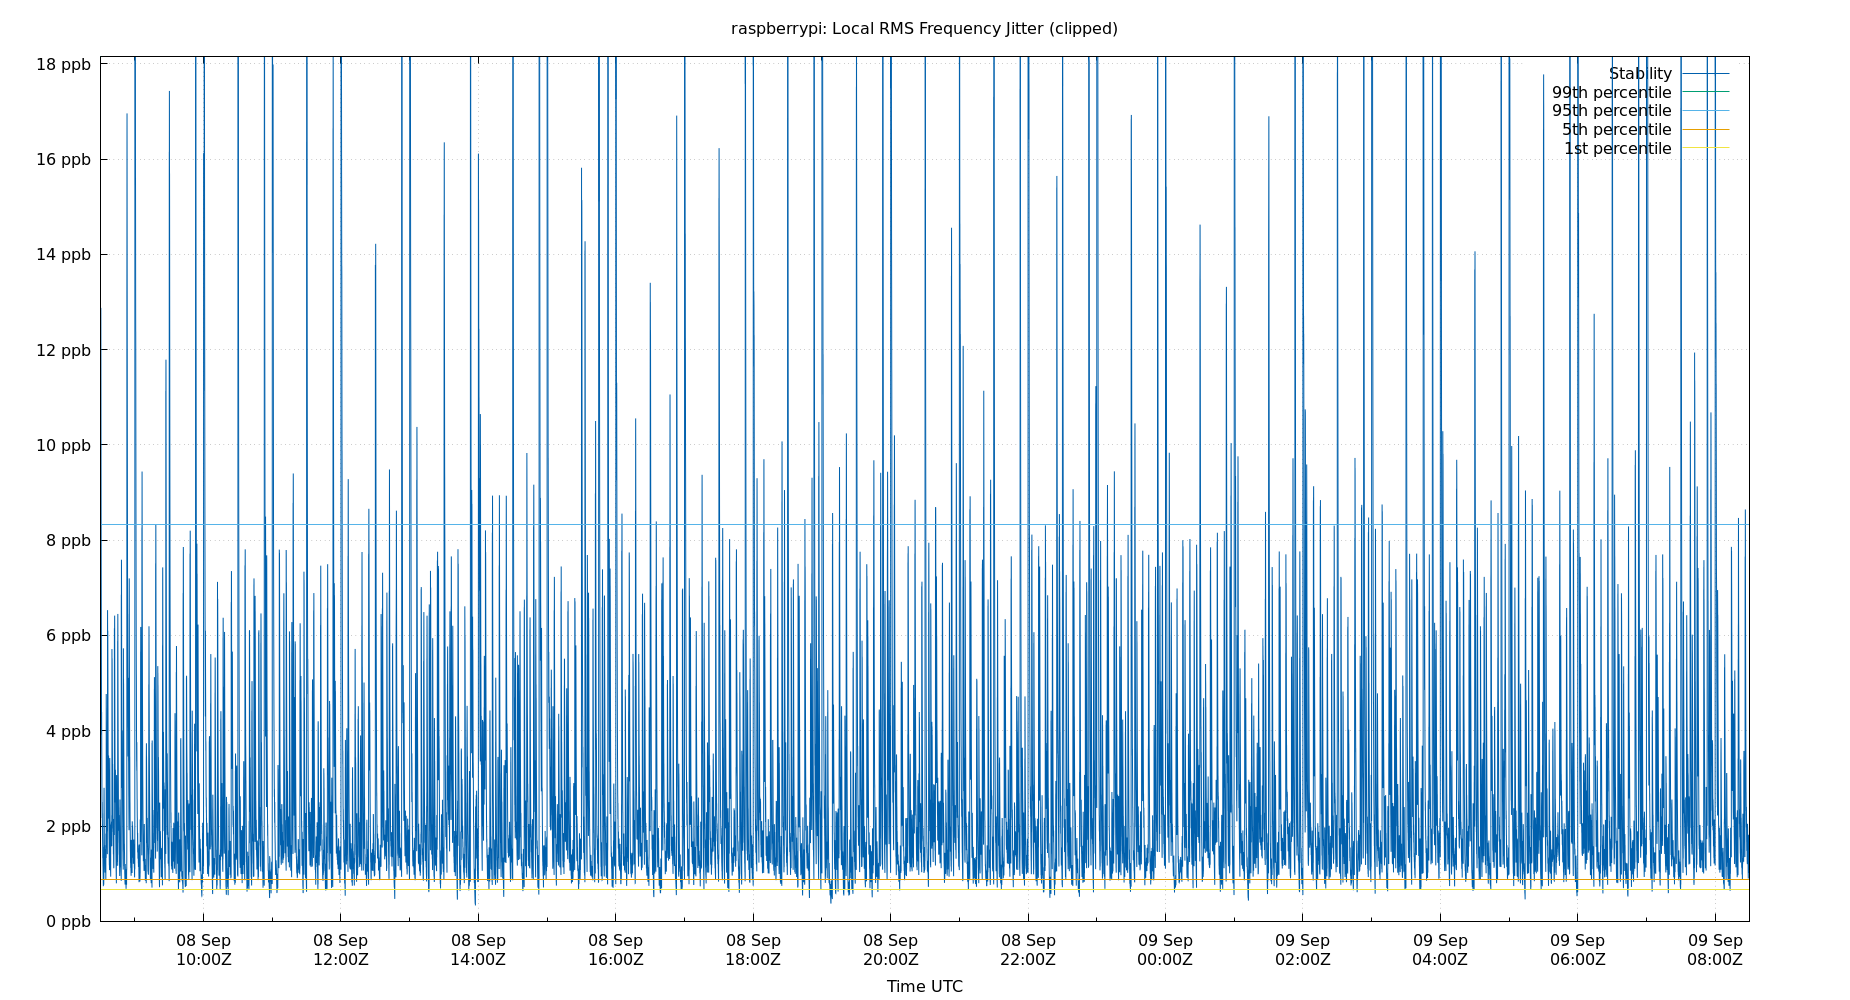 raspberrypi: Local RMS Frequency Jitter (clipped)
18 ppb
16 ppb
14 ppb
12 ppb
10 ppb
8 ppb
6 ppb
4 ppb
2 ppb
0 ppb
Stability
99th percentile
95th percentile
5th percentile
1st percentile
08 Sep
10:00Z
08 Sep
12:00Z
08 Sep
14:00Z
08 Sep
16:00Z
08 Sep
18:00Z
08 Sep
20:00Z
08 Sep
22:00Z
09 Sep
00:00Z
09 Sep
02:00Z
09 Sep
04:00Z
09 Sep
06:00Z
09 Sep
08:00Z
Time UTC